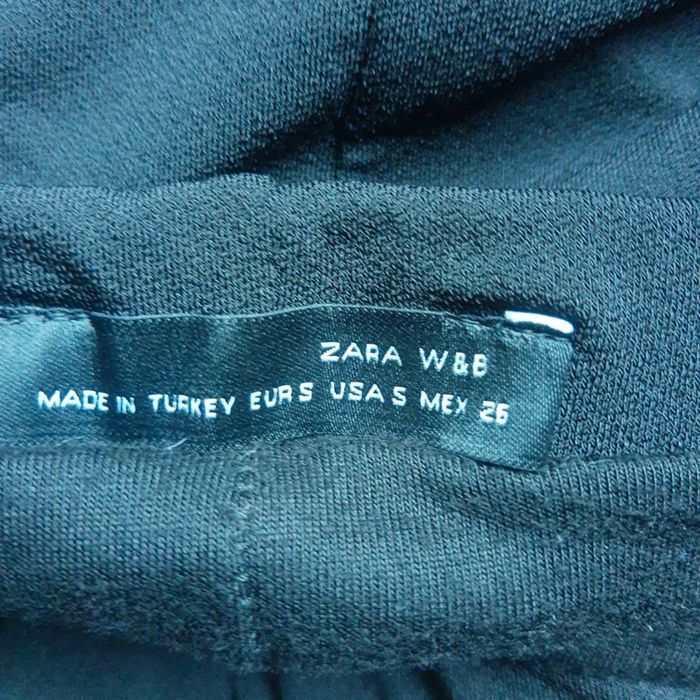 ZARA W&B
MADE IN TURKEY EUR S USA S MEX 26